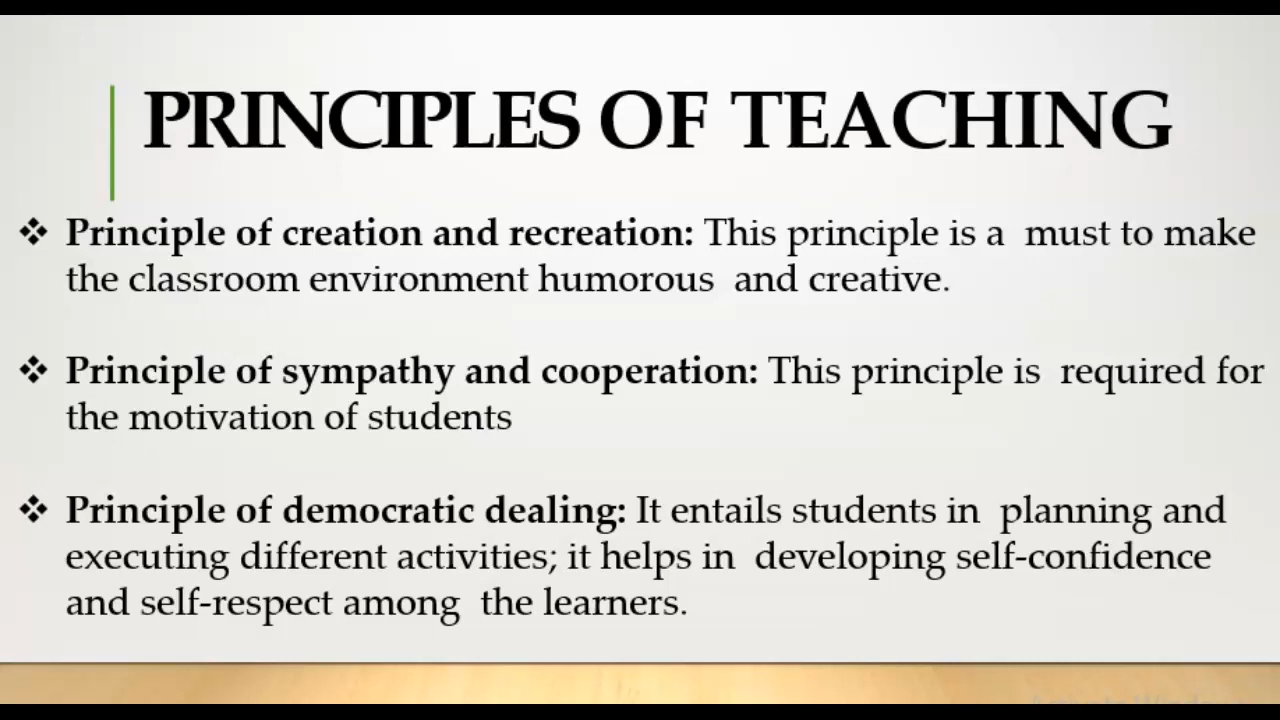 PRINCIPLES OF TEACHING
❖ Principle of creation and recreation: This principle is a must to make
the classroom environment humorous and creative.
❖ Principle of sympathy and cooperation: This principle is required for
the motivation of students
❖ Principle of democratic dealing: It entails students in planning and
executing different activities; it helps in developing self-confidence
and self-respect among the learners.